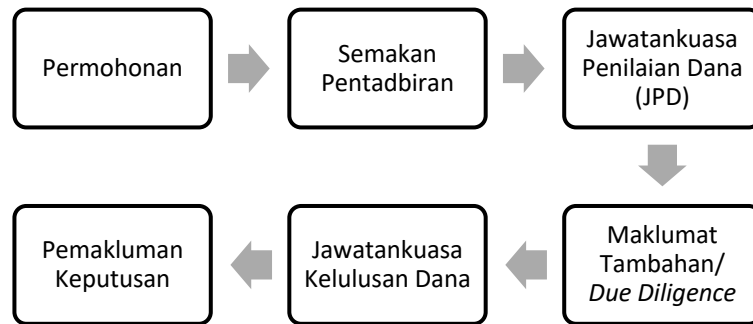 Permohonan
Semakan
Pentadbiran
Jawatankuasa
Penilaian Dana
(JPD)
Maklumat
Tambahan/
Due Diligence
Jawatankuasa
Kelulusan Dana
Pemakluman
Keputusan